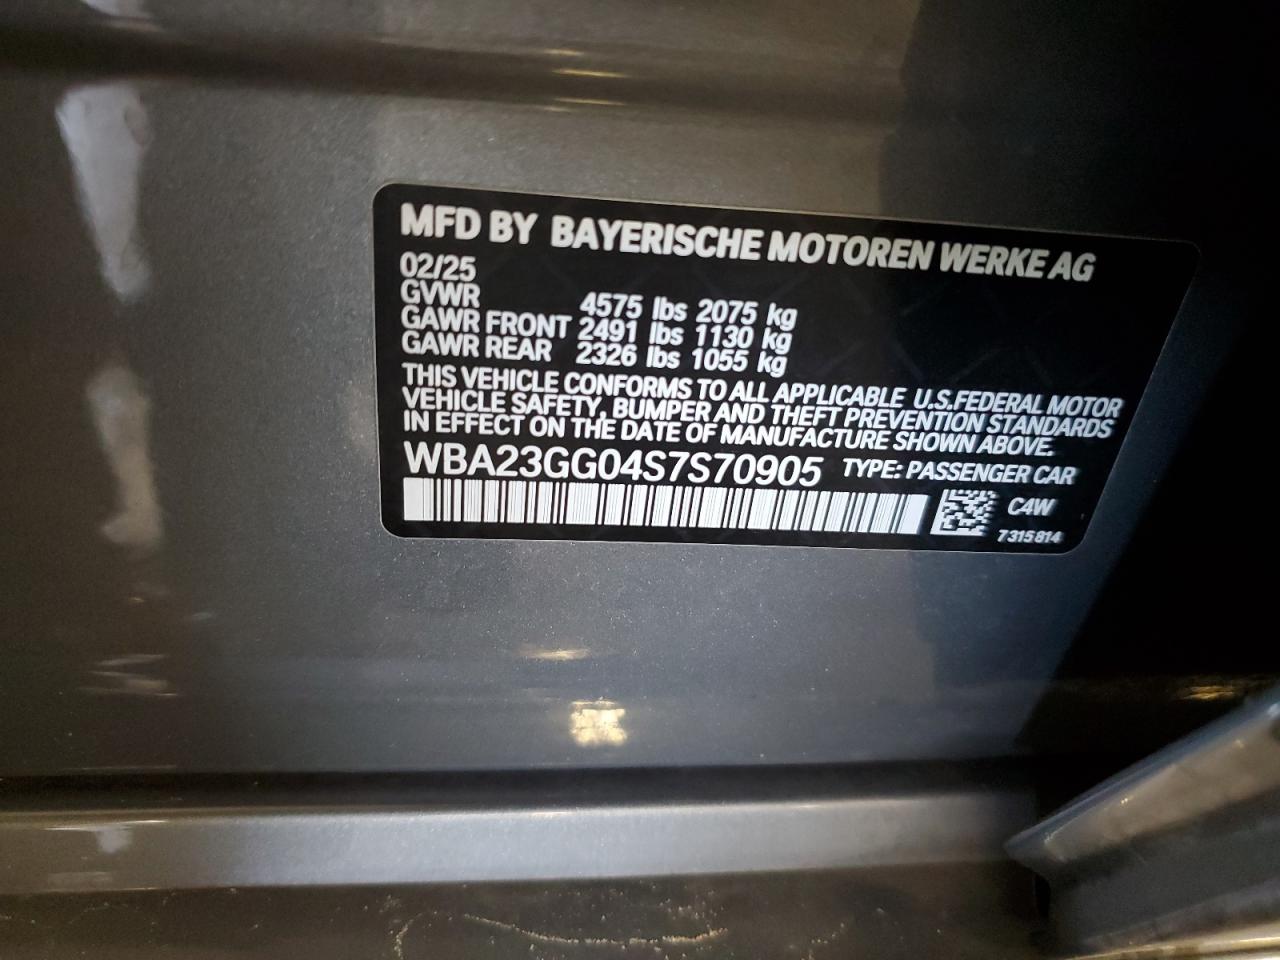 MFD BY BAYERISCHE MOTOREN WERKE AG
02/25
GVWR 4575 lbs 2075 kg
GAWR FRONT 2491 lbs 1130 kg
GAWR REAR 2326 lbs 1055 kg
THIS VEHICLE CONFORMS TO ALL APPLICABLE U.S.FEDERAL MOTOR
VEHICLE SAFETY, BUMPER AND THEFT PREVENTION STANDARDS
IN EFFECT ON THE DATE OF MANUFACTURE SHOWN ABOVE.
WBA23GG04S7S70905 TYPE: PASSENGER CAR
C4W
7315814